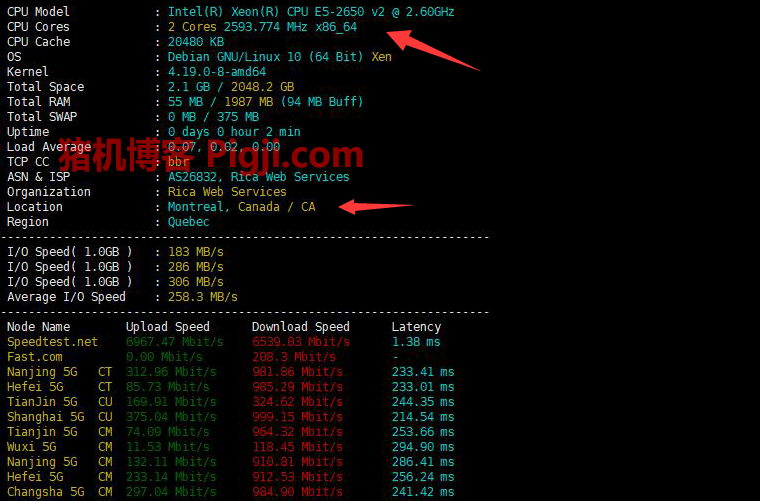 CPU Model : Intel(R) Xeon(R) CPU E5-2650 v2 @ 2.60GHz
CPU Cores : 2 Cores 2593.774 MHz x86_64
CPU Cache : 20480 KB
OS : Debian GNU/Linux 10 (64 Bit) Xen
Kernel : 4.19.0-8-amd64
Total Space : 2.1 GB / 2048.2 GB
Total RAM : 55 MB / 1987 MB (94 MB Buff)
Total SWAP : 0 MB / 375 MB
Uptime : 0 days 0 hour 2 min
Load Average : 0.07, 0.02, 0.00
猪机博客 Pigji.com
TCP CC : bbr
ASN & ISP : AS26832, Rica Web Services
Organization : Rica Web Services
Location : Montreal, Canada / CA
Region : Quebec
----------------------------------------------------------------------
I/O Speed( 1.0GB ) : 183 MB/s
I/O Speed( 1.0GB ) : 286 MB/s
I/O Speed( 1.0GB ) : 306 MB/s
Average I/O Speed : 258.3 MB/s
----------------------------------------------------------------------
Node Name Upload Speed Download Speed Latency
Speedtest.net 6967.47 Mbit/s 6539.03 Mbit/s 1.38 ms
Fast.com 0.00 Mbit/s 208.3 Mbit/s -
Nanjing 5G CT 312.96 Mbit/s 981.86 Mbit/s 233.41 ms
Hefei 5G CT 85.73 Mbit/s 985.29 Mbit/s 233.01 ms
TianJin 5G CU 169.91 Mbit/s 324.62 Mbit/s 244.35 ms
Shanghai 5G CU 375.04 Mbit/s 999.15 Mbit/s 214.54 ms
Tianjin 5G CM 74.09 Mbit/s 964.32 Mbit/s 253.66 ms
Wuxi 5G CM 11.53 Mbit/s 118.45 Mbit/s 294.90 ms
Nanjing 5G CM 132.11 Mbit/s 910.81 Mbit/s 286.41 ms
Hefei 5G CM 233.14 Mbit/s 912.53 Mbit/s 256.24 ms
Changsha 5G CM 297.04 Mbit/s 984.90 Mbit/s 241.42 ms